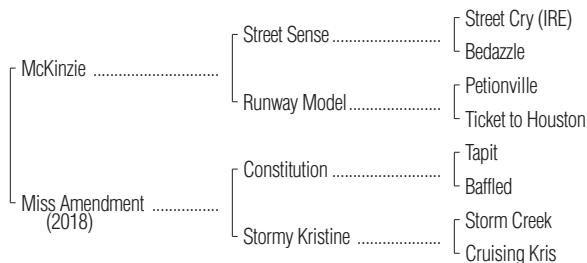 Street Cry (IRE)
Street Sense ........................
Bedazzle
McKinzie ................................
Petionville
Runway Model ....................
Ticket to Houston
Tapit
Constitution ........................
Baffled
Miss Amendment .................
(2018)
Storm Creek
Stormy Kristine ..................
Cruising Kris